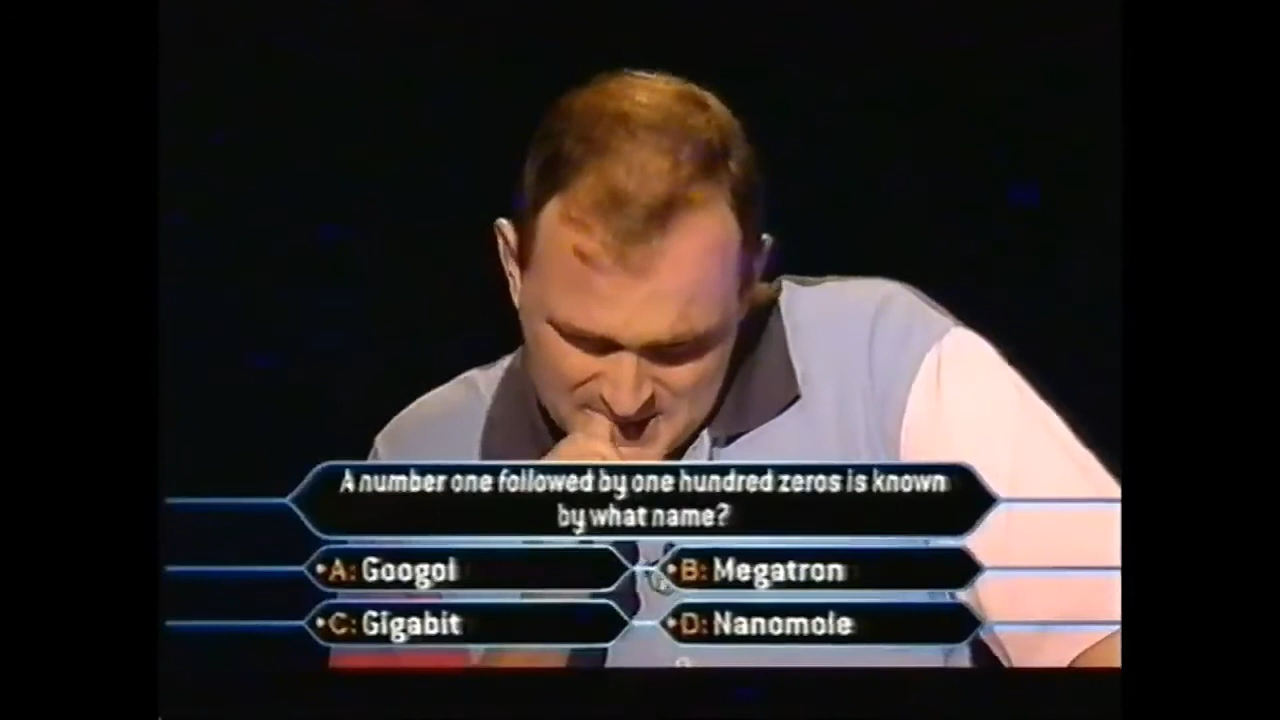 A number one followed by one hundred zeros is known
by what name?
A: Googol
B: Megatron
C: Gigabit
D: Nanomole